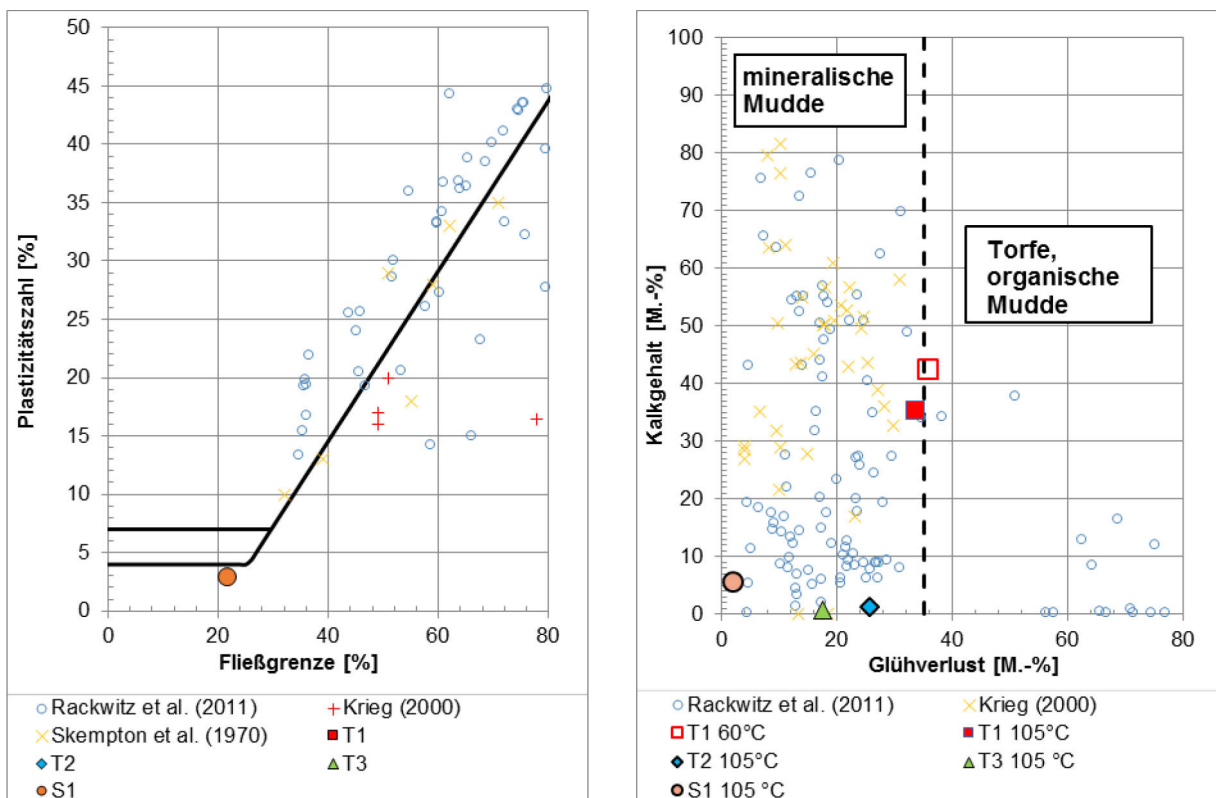 50
45
40
35
30
25
20
15
10
5
0
Plastizitätszahl [%]
0 20 40 60 80
Fließgrenze [%]
Rackwitz et al. (2011) Krieg (2000)
Skempton et al. (1970) T1
T2 T3
S1
100
90
80
70
60
50
40
30
20
10
0
Kalkgehalt [M.-%]
mineralische
Mudde
Torfe,
organische
Mudde
0 20 40 60 80
Glühverlust [M.-%]
Rackwitz et al. (2011) Krieg (2000)
T1 60°C T1 105°C
T2 105°C T3 105 °C
S1 105 °C